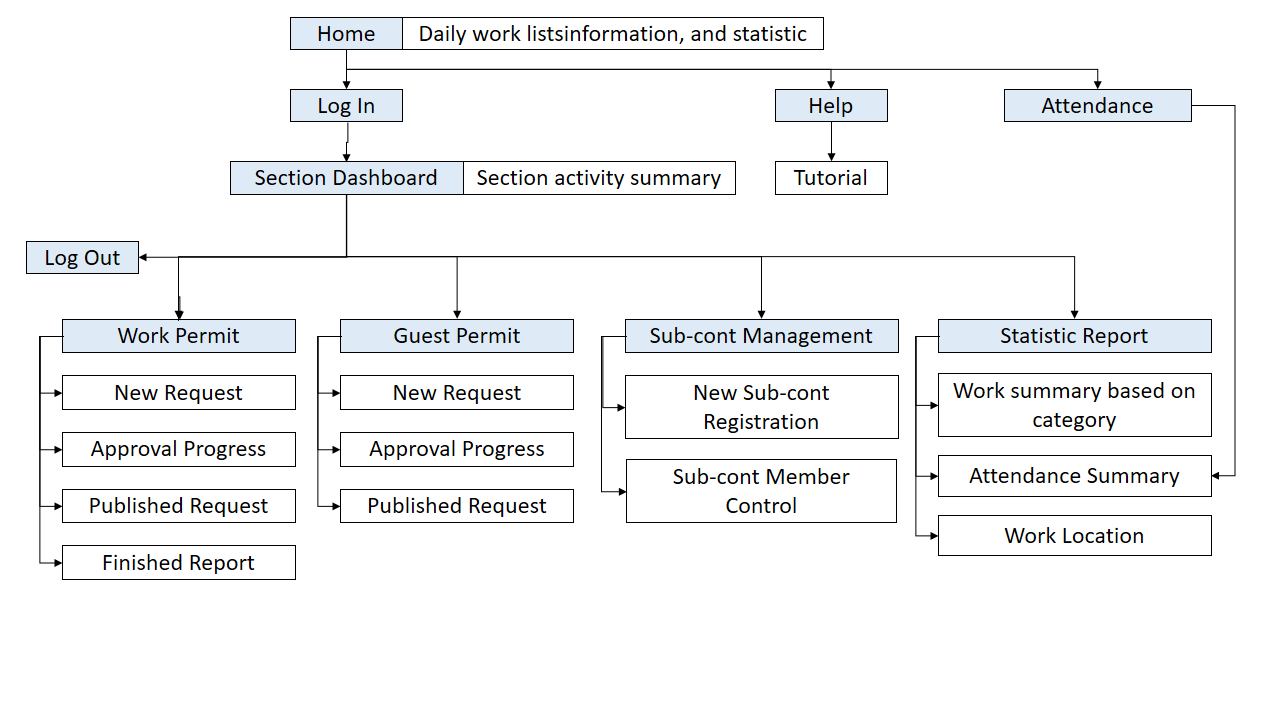 Home
Daily work listsinformation, and statistic
Log In
Help
Attendance
Section Dashboard
Section activity summary
Tutorial
Log Out
Work Permit
Guest Permit
Sub-cont Management
Statistic Report
New Request
Approval Progress
Published Request
Finished Report
New Request
Approval Progress
Published Request
New Sub-cont
Registration
Sub-cont Member
Control
Work summary based on
category
Attendance Summary
Work Location